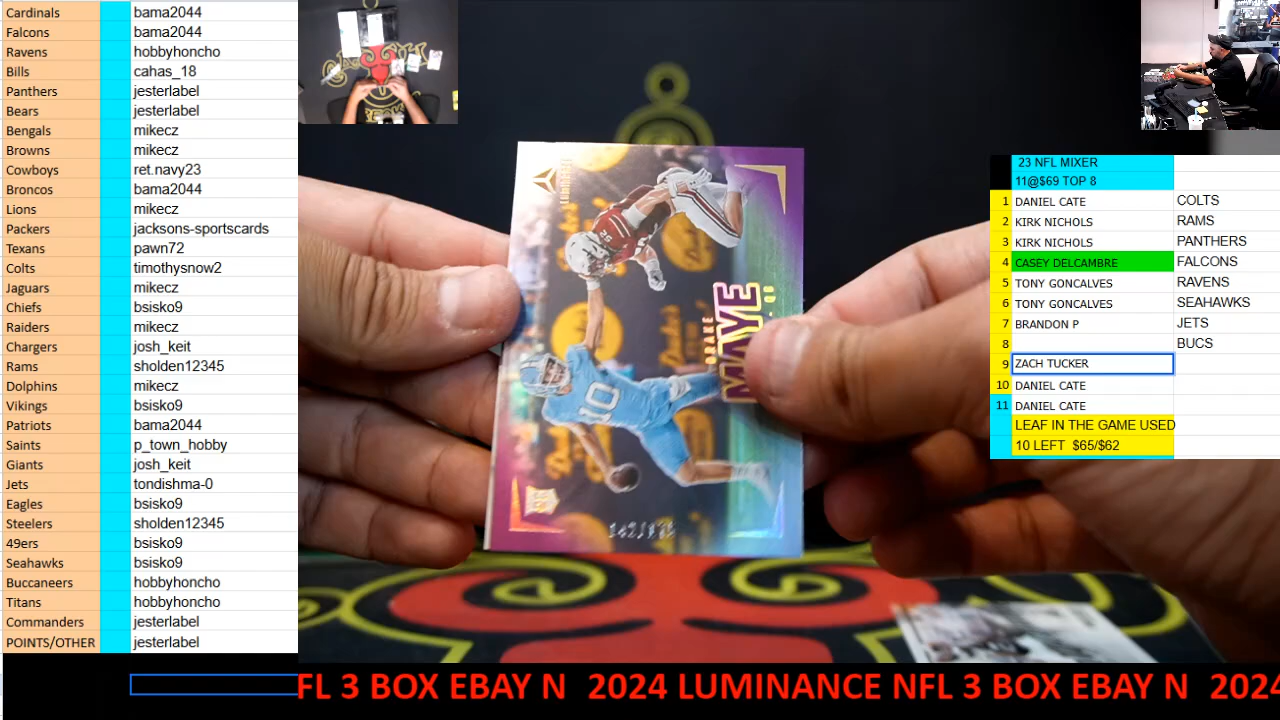 Cardinals bama2044
Falcons bama2044
Ravens hobbyhoncho
Bills cahas_18
Panthers jesterlabel
Bears jesterlabel
Bengals mikecz
Browns mikecz
Cowboys ret.navy23
Broncos bama2044
Lions mikecz
Packers jacksons-sportscards
Texans pawn72
Colts timothysnow2
Jaguars mikecz
Chiefs bsisko9
Raiders mikecz
Chargers josh_keit
Rams sholden12345
Dolphins mikecz
Vikings bsisko9
Patriots bama2044
Saints p_town_hobby
Giants josh_keit
Jets tondishma-0
Eagles bsisko9
Steelers sholden12345
49ers bsisko9
Seahawks bsisko9
Buccaneers hobbyhoncho
Titans hobbyhoncho
Commanders jesterlabel
POINTS/OTHER jesterlabel
LUMINANCE
DRAKE
MAYE
QB
10
25
23 NFL MIXER
11@$69 TOP 8
1 DANIEL CATE COLTS
2 KIRK NICHOLS RAMS
3 KIRK NICHOLS PANTHERS
4 CASEY DELCAMBRE FALCONS
5 TONY GONCALVES RAVENS
6 TONY GONCALVES SEAHAWKS
7 BRANDON P JETS
8 BUCS
9 ZACH TUCKER
10 DANIEL CATE
11 DANIEL CATE
LEAF IN THE GAME USED
10 LEFT $65/$62
FL 3 BOX EBAY N 2024 LUMINANCE NFL 3 BOX EBAY N 2024